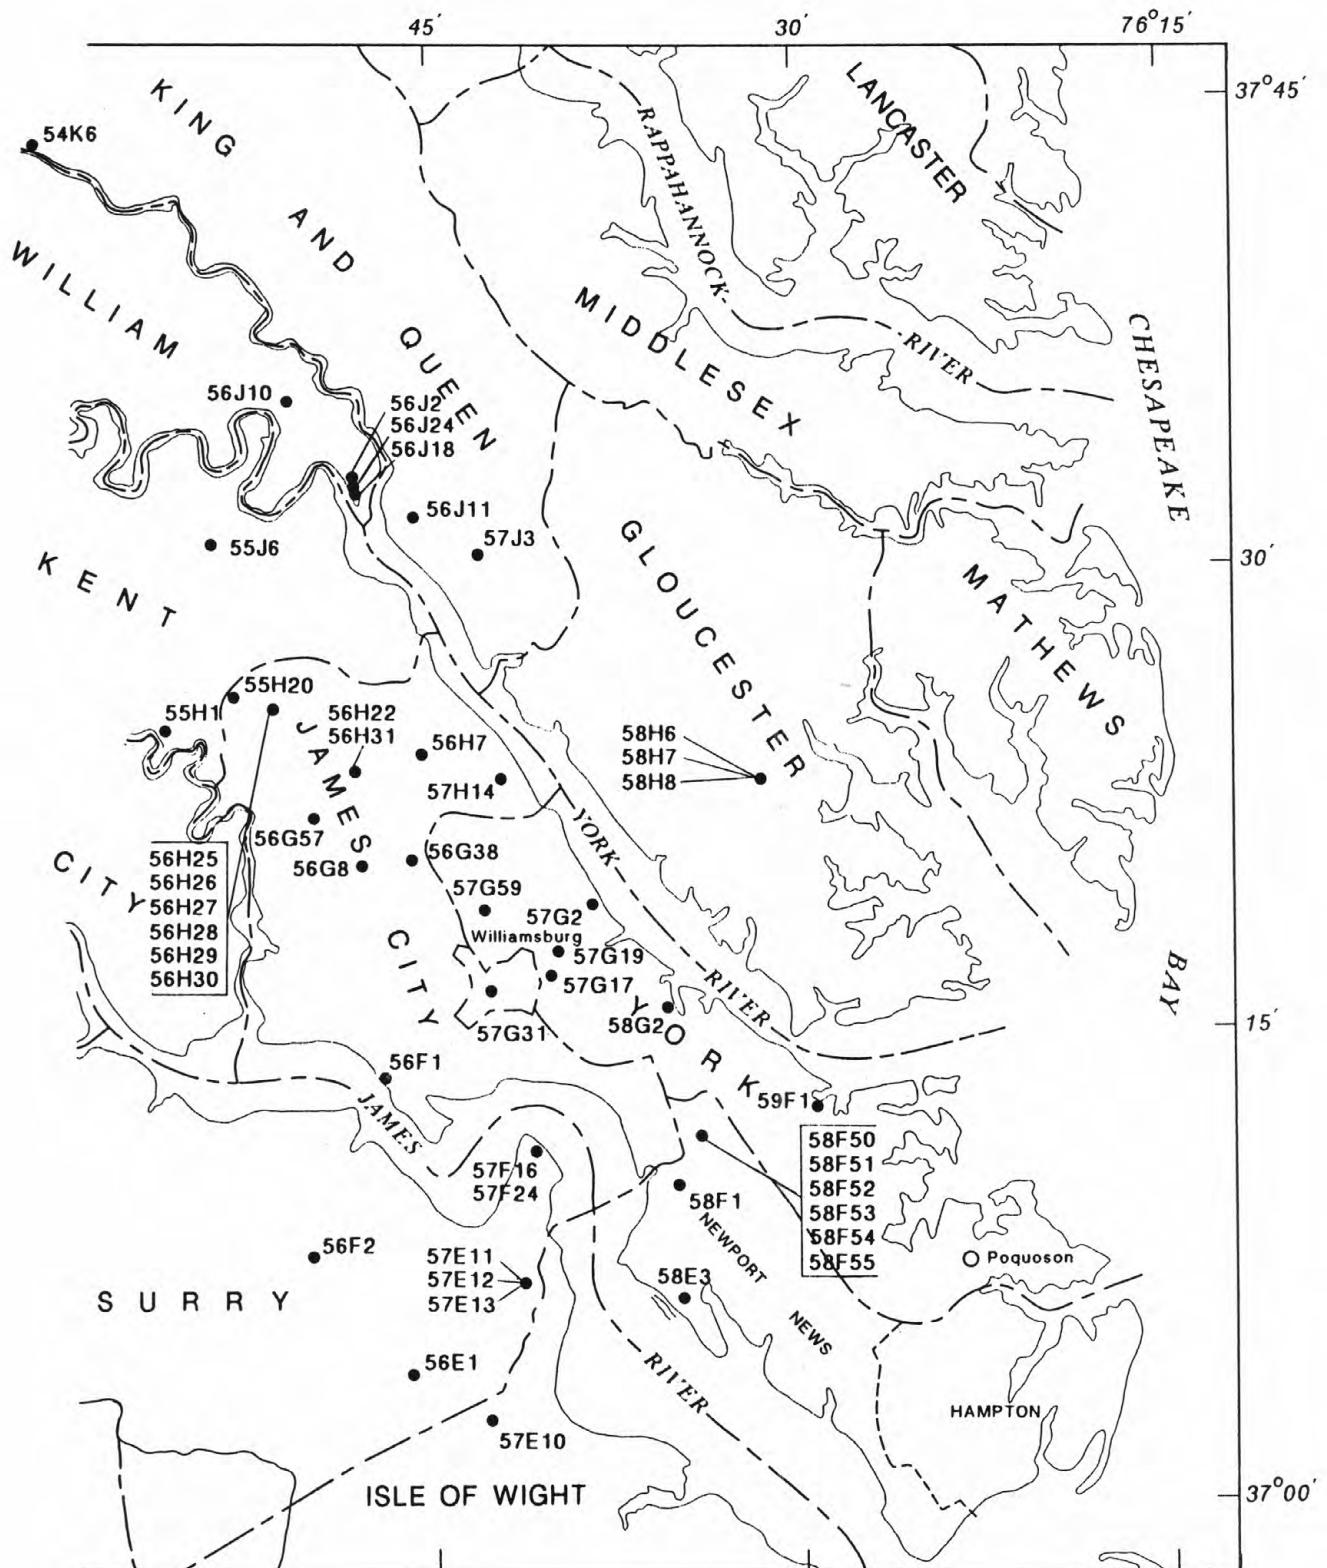 45′ 30′ 76°15′
37°45′
KING AND QUEEN
LANCASTER
54K6
RAPPAHANNOCK RIVER
WILLIAM
MIDDLESEX
CHESAPEAKE BAY
56J10
56J2
56J24
56J18
56J11
57J3
55J6
30′
KENT
GLOUCESTER
MATHEWS
55H20
55H1
JAMES CITY
56H22
56H31
56H7
57H14
58H6
58H7
58H8
56G57
56G8
56G38
YORK RIVER
CITY
56H25
56H26
56H27
56H28
56H29
56H30
57G59
57G2
Williamsburg
57G19
57G17
57G31
58G2
YORK
15′
56F1
JAMES RIVER
59F1
58F50
58F51
58F52
58F53
58F54
58F55
57F16
57F24
58F1
NEWPORT NEWS
56F2
57E11
57E12
57E13
58E3
Poquoson
SURRY
56E1
57E10
HAMPTON
ISLE OF WIGHT
37°00′